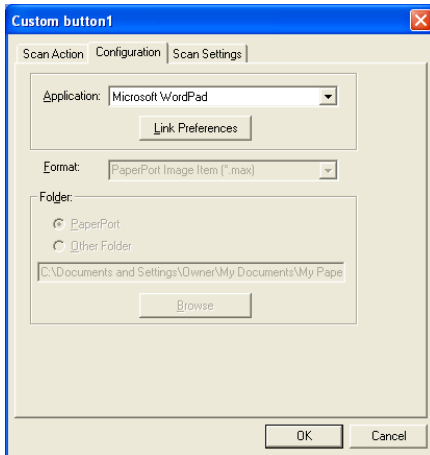 Custom button1
Scan Action Configuration Scan Settings
Application: Microsoft WordPad
Link Preferences
Format: PaperPort Image Item (*.max)
Folder:
PaperPort
Other Folder
C:\Documents and Settings\Owner\My Documents\My Pape
Browse
OK Cancel